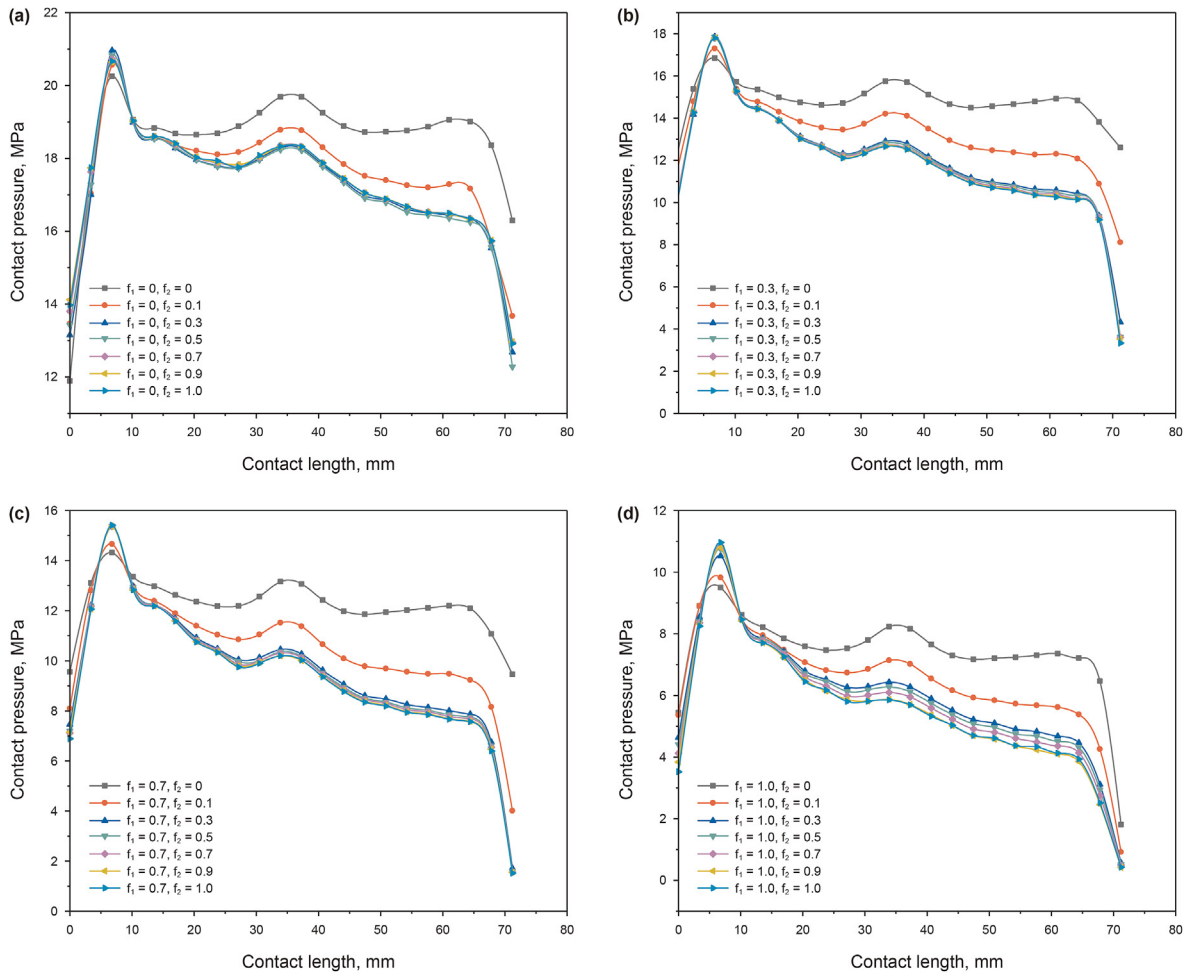 (a)
22
20
18
16
14
12
Contact pressure, MPa
f1 = 0, f2 = 0
f1 = 0, f2 = 0.1
f1 = 0, f2 = 0.3
f1 = 0, f2 = 0.5
f1 = 0, f2 = 0.7
f1 = 0, f2 = 0.9
f1 = 0, f2 = 1.0
0 10 20 30 40 50 60 70 80
Contact length, mm
(b)
18
16
14
12
10
8
6
4
2
0
Contact pressure, MPa
f1 = 0.3, f2 = 0
f1 = 0.3, f2 = 0.1
f1 = 0.3, f2 = 0.3
f1 = 0.3, f2 = 0.5
f1 = 0.3, f2 = 0.7
f1 = 0.3, f2 = 0.9
f1 = 0.3, f2 = 1.0
10 20 30 40 50 60 70 80
Contact length, mm
(c)
16
14
12
10
8
6
4
2
0
Contact pressure, MPa
f1 = 0.7, f2 = 0
f1 = 0.7, f2 = 0.1
f1 = 0.7, f2 = 0.3
f1 = 0.7, f2 = 0.5
f1 = 0.7, f2 = 0.7
f1 = 0.7, f2 = 0.9
f1 = 0.7, f2 = 1.0
0 10 20 30 40 50 60 70 80
Contact length, mm
(d)
12
10
8
6
4
2
0
Contact pressure, MPa
f1 = 1.0, f2 = 0
f1 = 1.0, f2 = 0.1
f1 = 1.0, f2 = 0.3
f1 = 1.0, f2 = 0.5
f1 = 1.0, f2 = 0.7
f1 = 1.0, f2 = 0.9
f1 = 1.0, f2 = 1.0
0 10 20 30 40 50 60 70 80
Contact length, mm